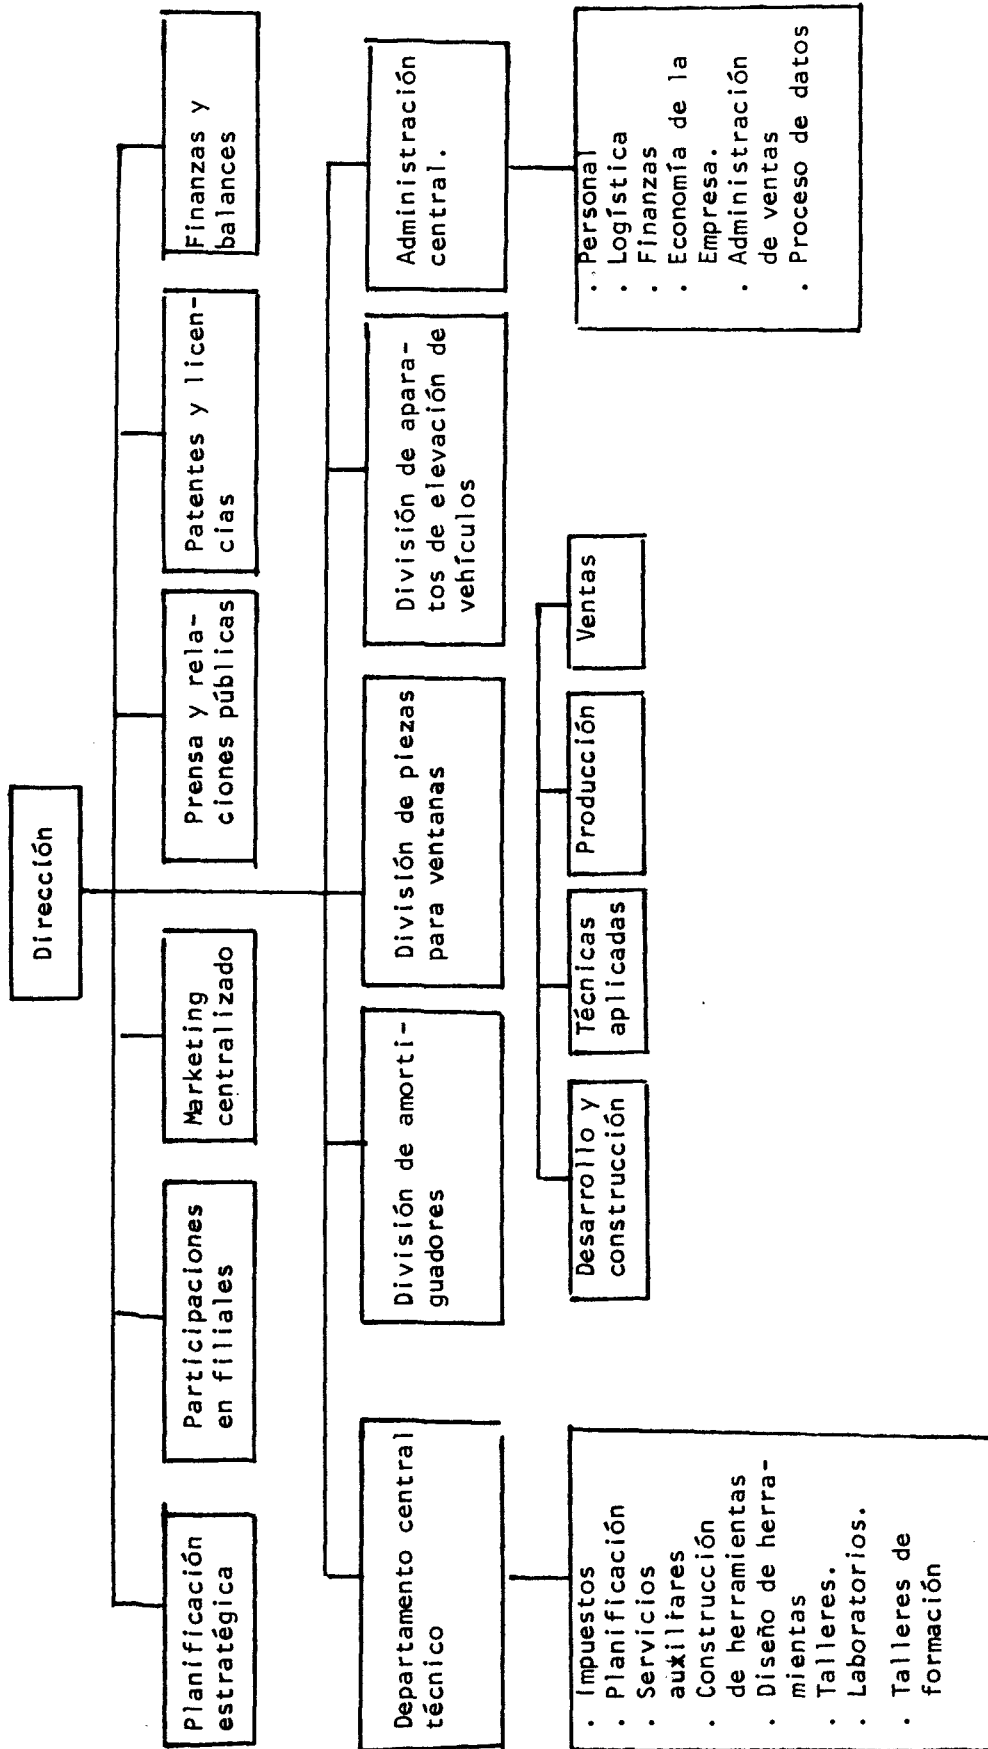 Dirección
Planificación
estratégica
Participaciones
en filiales
Marketing
centralizado
Prensa y rela-
ciones públicas
Patentes y licen-
cias
Finanzas y
balances
Departamento central
técnico
División de amorti-
guadores
División de piezas
para ventanas
División de apara-
tos de elevación de
vehículos
Administración
central.
. Impuestos
. Planificación
. Servicios
auxiliares
. Construcción
de herramientas
. Diseño de herra-
mientas
. Talleres.
. Laboratorios.
. Talleres de
formación
Desarrollo y
construcción
Técnicas
aplicadas
Producción
Ventas
. Personal
. Logística
. Finanzas
. Economía de la
Empresa.
. Administración
de ventas
. Proceso de datos